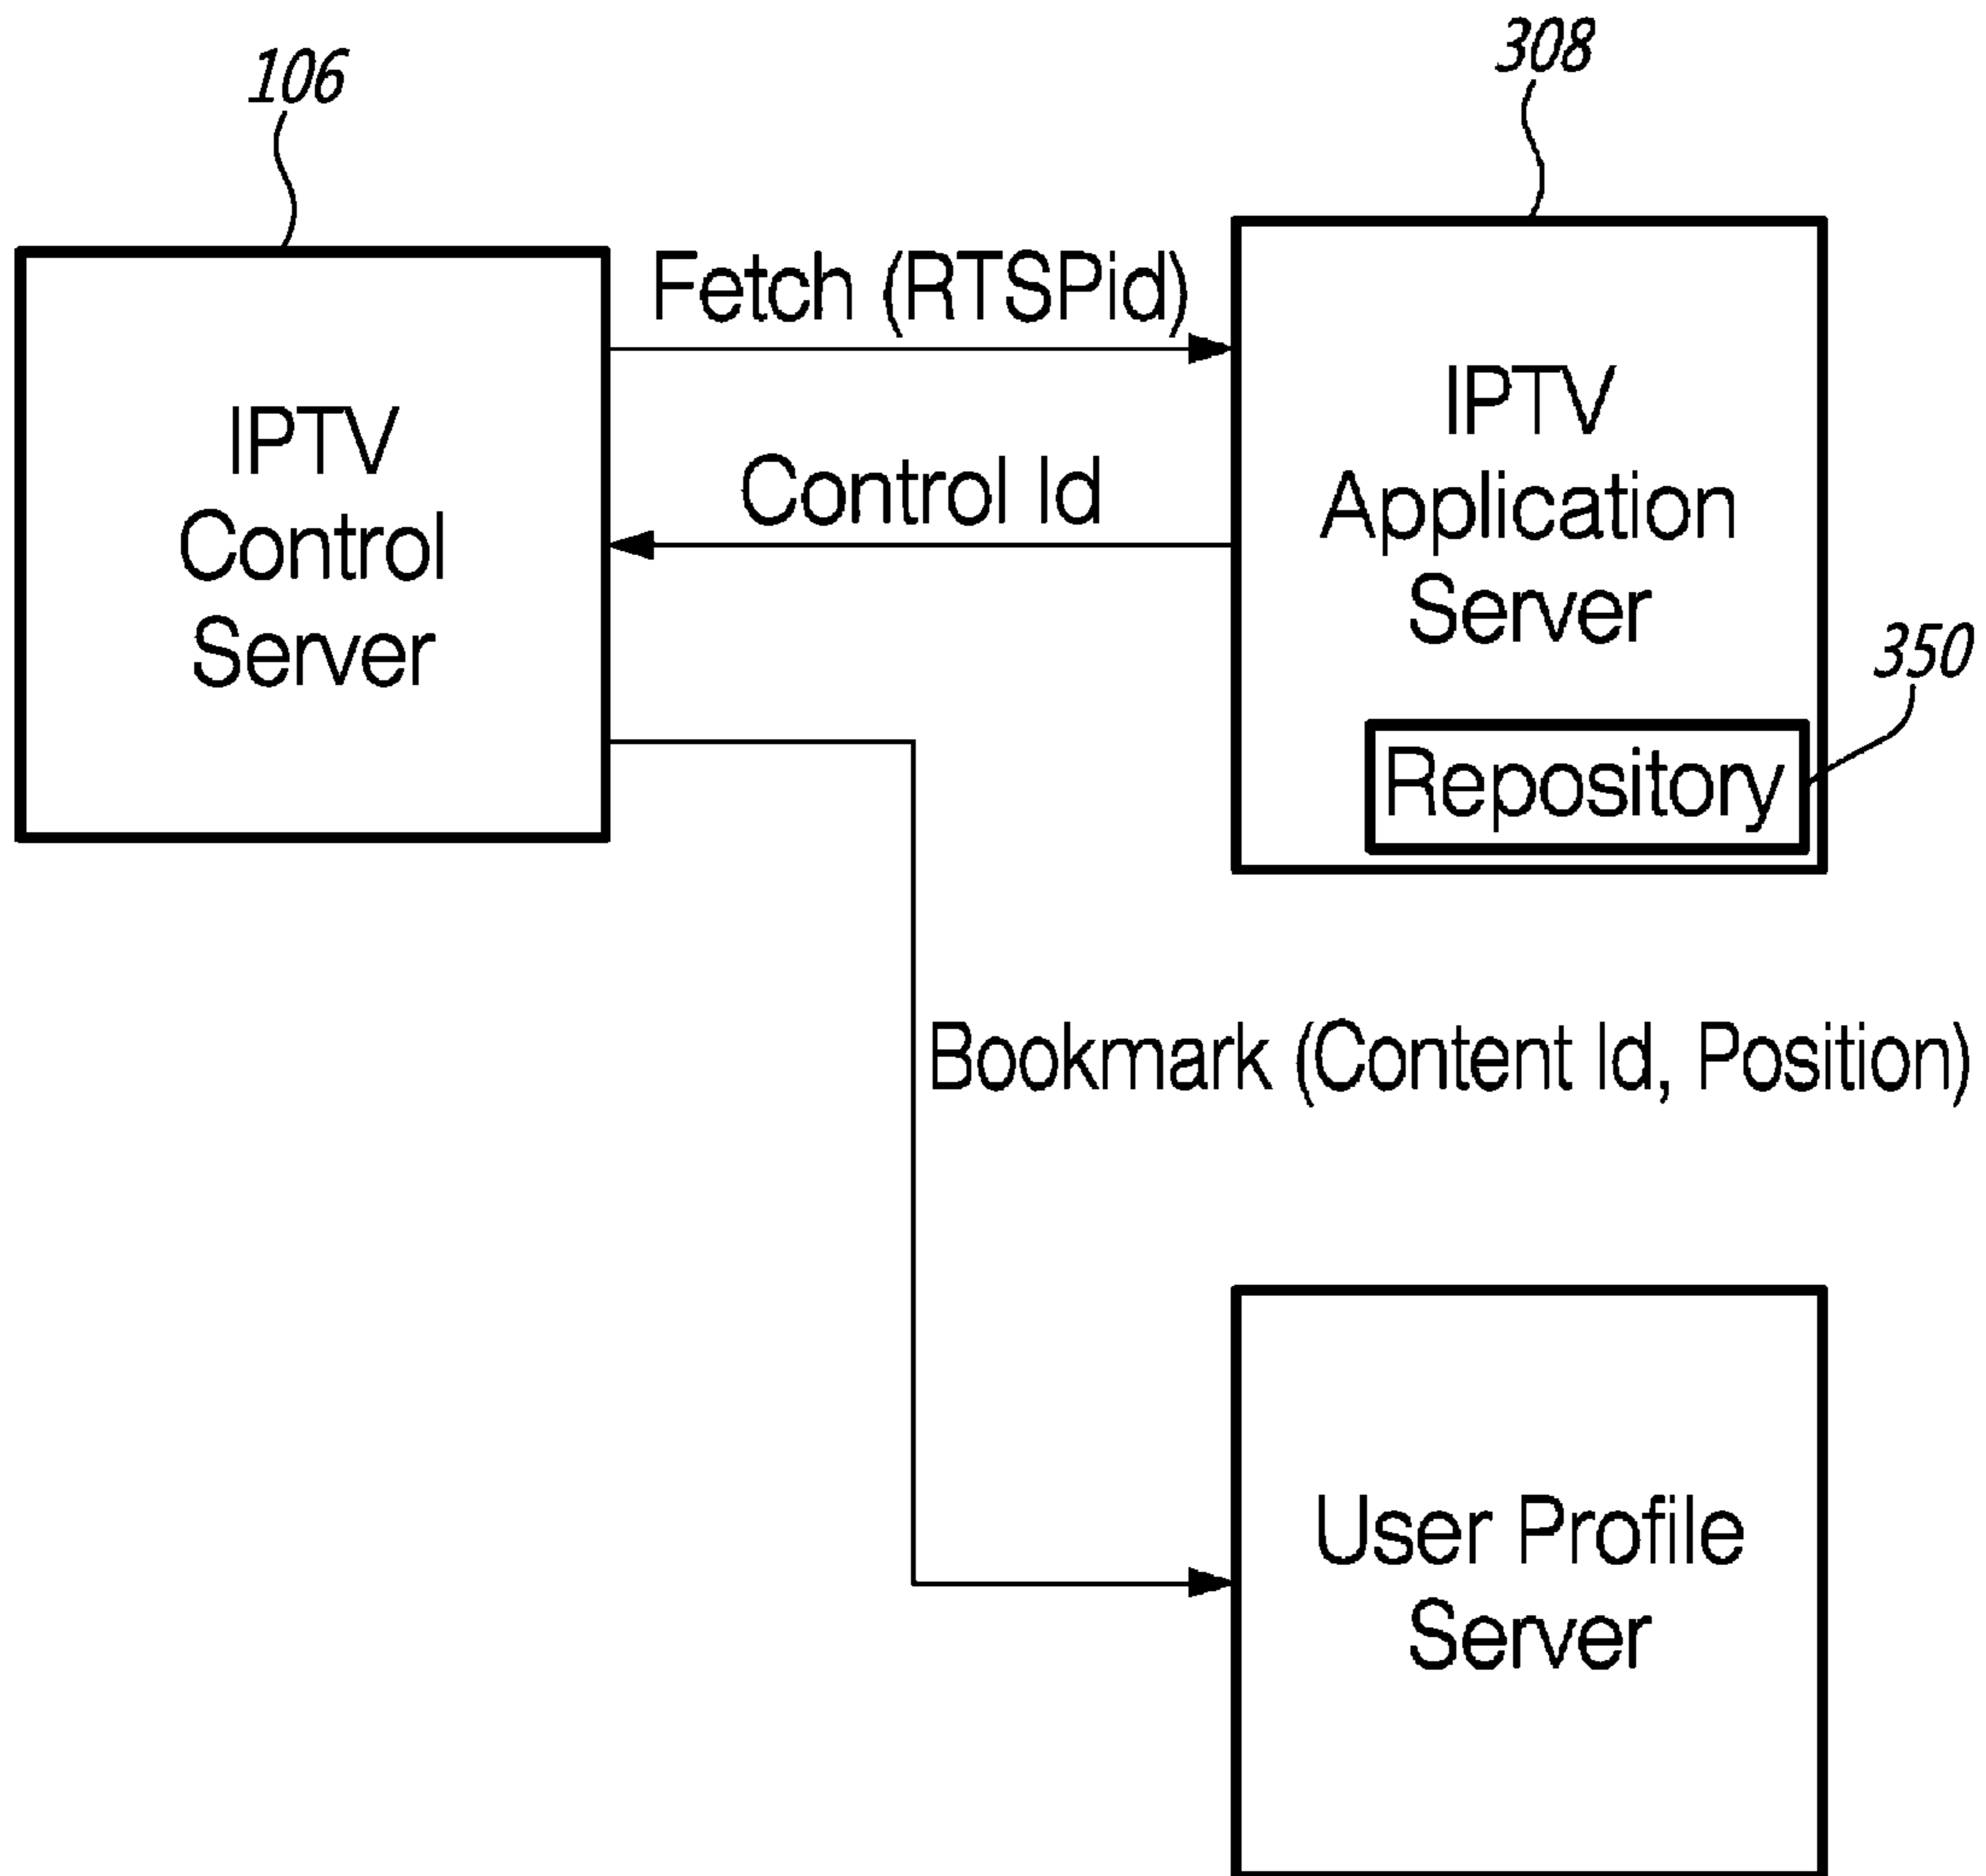 106
308
Fetch (RTSPid)
IPTV
Control
Server
Control Id
IPTV
Application
Server
350
Repository
Bookmark (Content Id, Position)
User Profile
Server